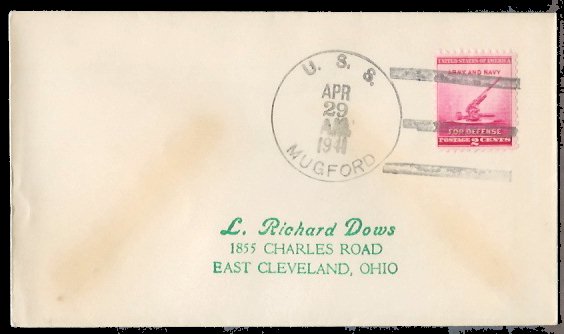 U. S. S.
APR
29
A.M.
1941
MUGFORD
UNITED STATES OF AMERICA
ARMY AND NAVY
FOR DEFENSE
POSTAGE 2 CENTS
L. Richard Dows
1855 CHARLES ROAD
EAST CLEVELAND, OHIO